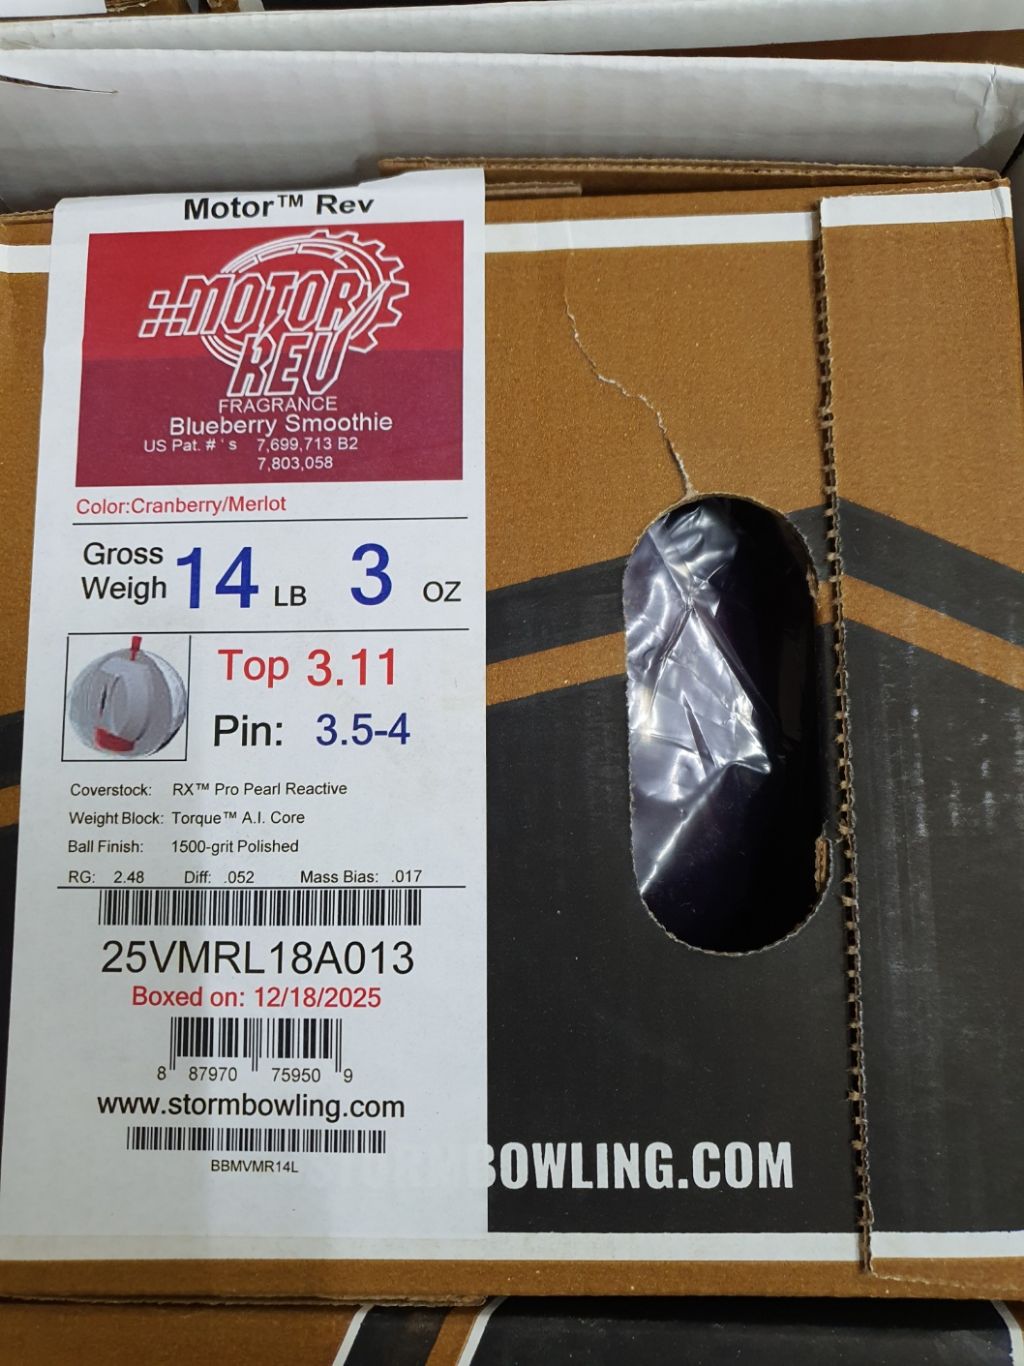 Motor™ Rev
MOTOR
REV
FRAGRANCE
Blueberry Smoothie
US Pat. #'s 7,699,713 B2
7,803,058
Color:Cranberry/Merlot
Gross Weigh 14 LB 3 OZ
Top 3.11
Pin: 3.5-4
Coverstock: RX™ Pro Pearl Reactive
Weight Block: Torque™ A.I. Core
Ball Finish: 1500-grit Polished
RG: 2.48 Diff: .052 Mass Bias: .017
25VMRL18A013
Boxed on: 12/18/2025
8 87970 75950 9
www.stormbowling.com
BBMVMR14L
STORMBOWLING.COM